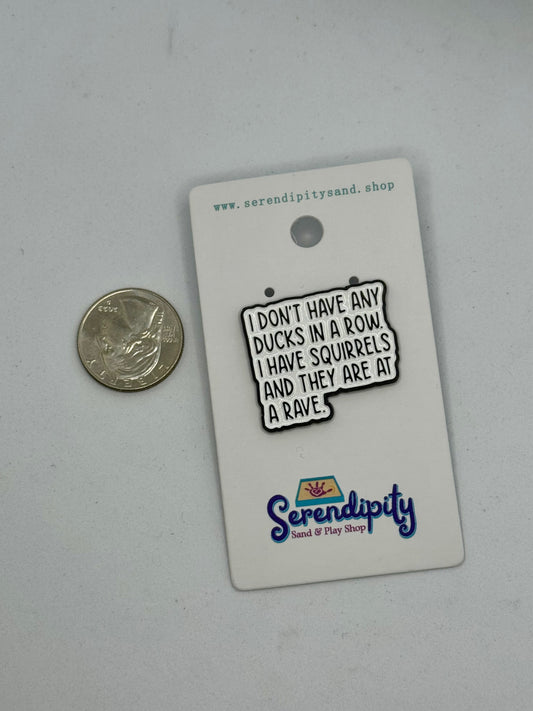 www.serendipitysand.shop
I DON'T HAVE ANY
DUCKS IN A ROW.
I HAVE SQUIRRELS
AND THEY ARE AT
A RAVE.
Serendipity
Sand & Play Shop
LIBERTY